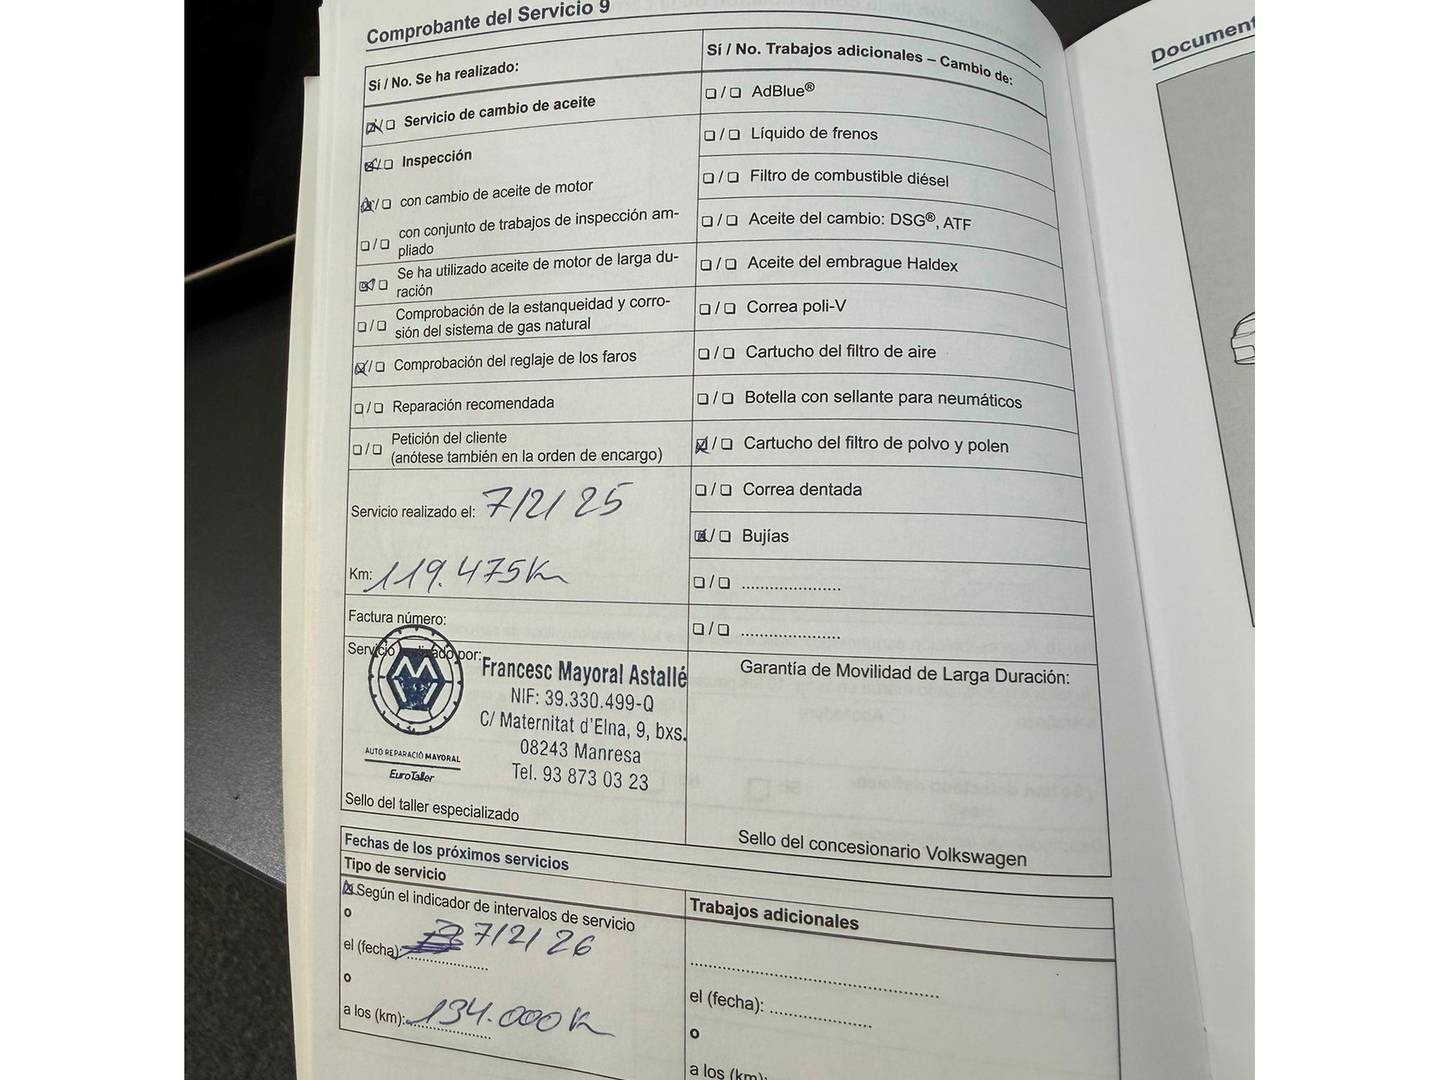 Comprobante del Servicio 9
Sí / No. Se ha realizado:
Servicio de cambio de aceite
Inspección
con cambio de aceite de motor
con conjunto de trabajos de inspección am-
pliado
Se ha utilizado aceite de motor de larga du-
ración
Comprobación de la estanqueidad y corro-
sión del sistema de gas natural
Comprobación del reglaje de los faros
Reparación recomendada
Petición del cliente
(anótese también en la orden de encargo)
Servicio realizado el: 7/2/25
Km: 119.475Km
Factura número:
Servicio realizado por:
Francesc Mayoral Astallé
NIF: 39.330.499-Q
C/ Maternitat d'Elna, 9, bxs.
08243 Manresa
Tel. 93 873 03 23
AUTO REPARACIÓ MAYORAL
EuroTaller
Sello del taller especializado
Sí / No. Trabajos adicionales – Cambio de:
AdBlue®
Líquido de frenos
Filtro de combustible diésel
Aceite del cambio: DSG®, ATF
Aceite del embrague Haldex
Correa poli-V
Cartucho del filtro de aire
Botella con sellante para neumáticos
Cartucho del filtro de polvo y polen
Correa dentada
Bujías
Garantía de Movilidad de Larga Duración:
Sello del concesionario Volkswagen
Fechas de los próximos servicios
Tipo de servicio
Según el indicador de intervalos de servicio
o
el (fecha): 7/2/26
o
a los (km): 134.000Km
Trabajos adicionales
el (fecha):
o
a los (km):
Document